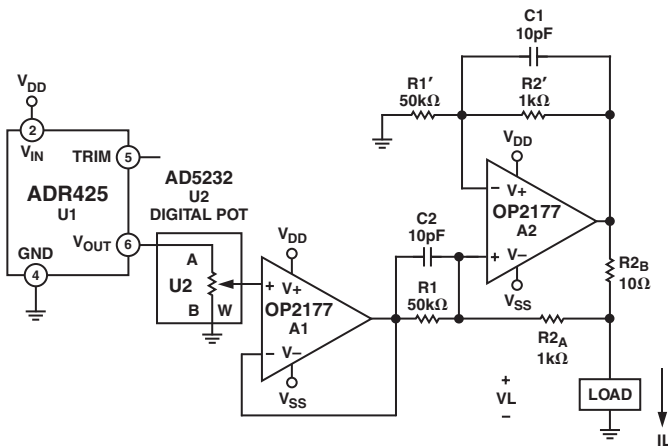 C1
10pF
R1′
50kΩ
R2′
1kΩ
VDD
2
VIN
TRIM
5
ADR425
U1
VOUT
6
GND
4
AD5232
U2
DIGITAL POT
A
U2
B
W
VDD
+
V+
OP2177
A1
−
V−
VSS
C2
10pF
R1
50kΩ
VDD
−
V+
OP2177
A2
+
V−
VSS
R2B
10Ω
R2A
1kΩ
+
VL
−
LOAD
IL